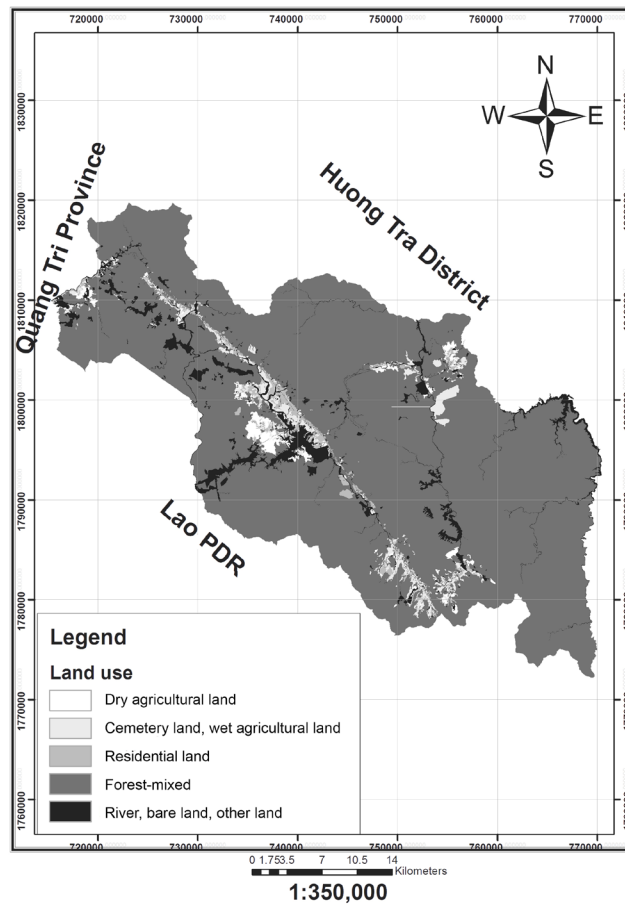 720000 730000 740000 750000 760000 770000
N
W E
S
1830000
1820000
1810000
1800000
1790000
1780000
1770000
1760000
Quang Tri Province
Huong Tra District
Lao PDR
Legend
Land use
Dry agricultural land
Cemetery land, wet agricultural land
Residential land
Forest-mixed
River, bare land, other land
720000 730000 740000 750000 760000 770000
0 1.753.5 7 10.5 14
Kilometers
1:350,000